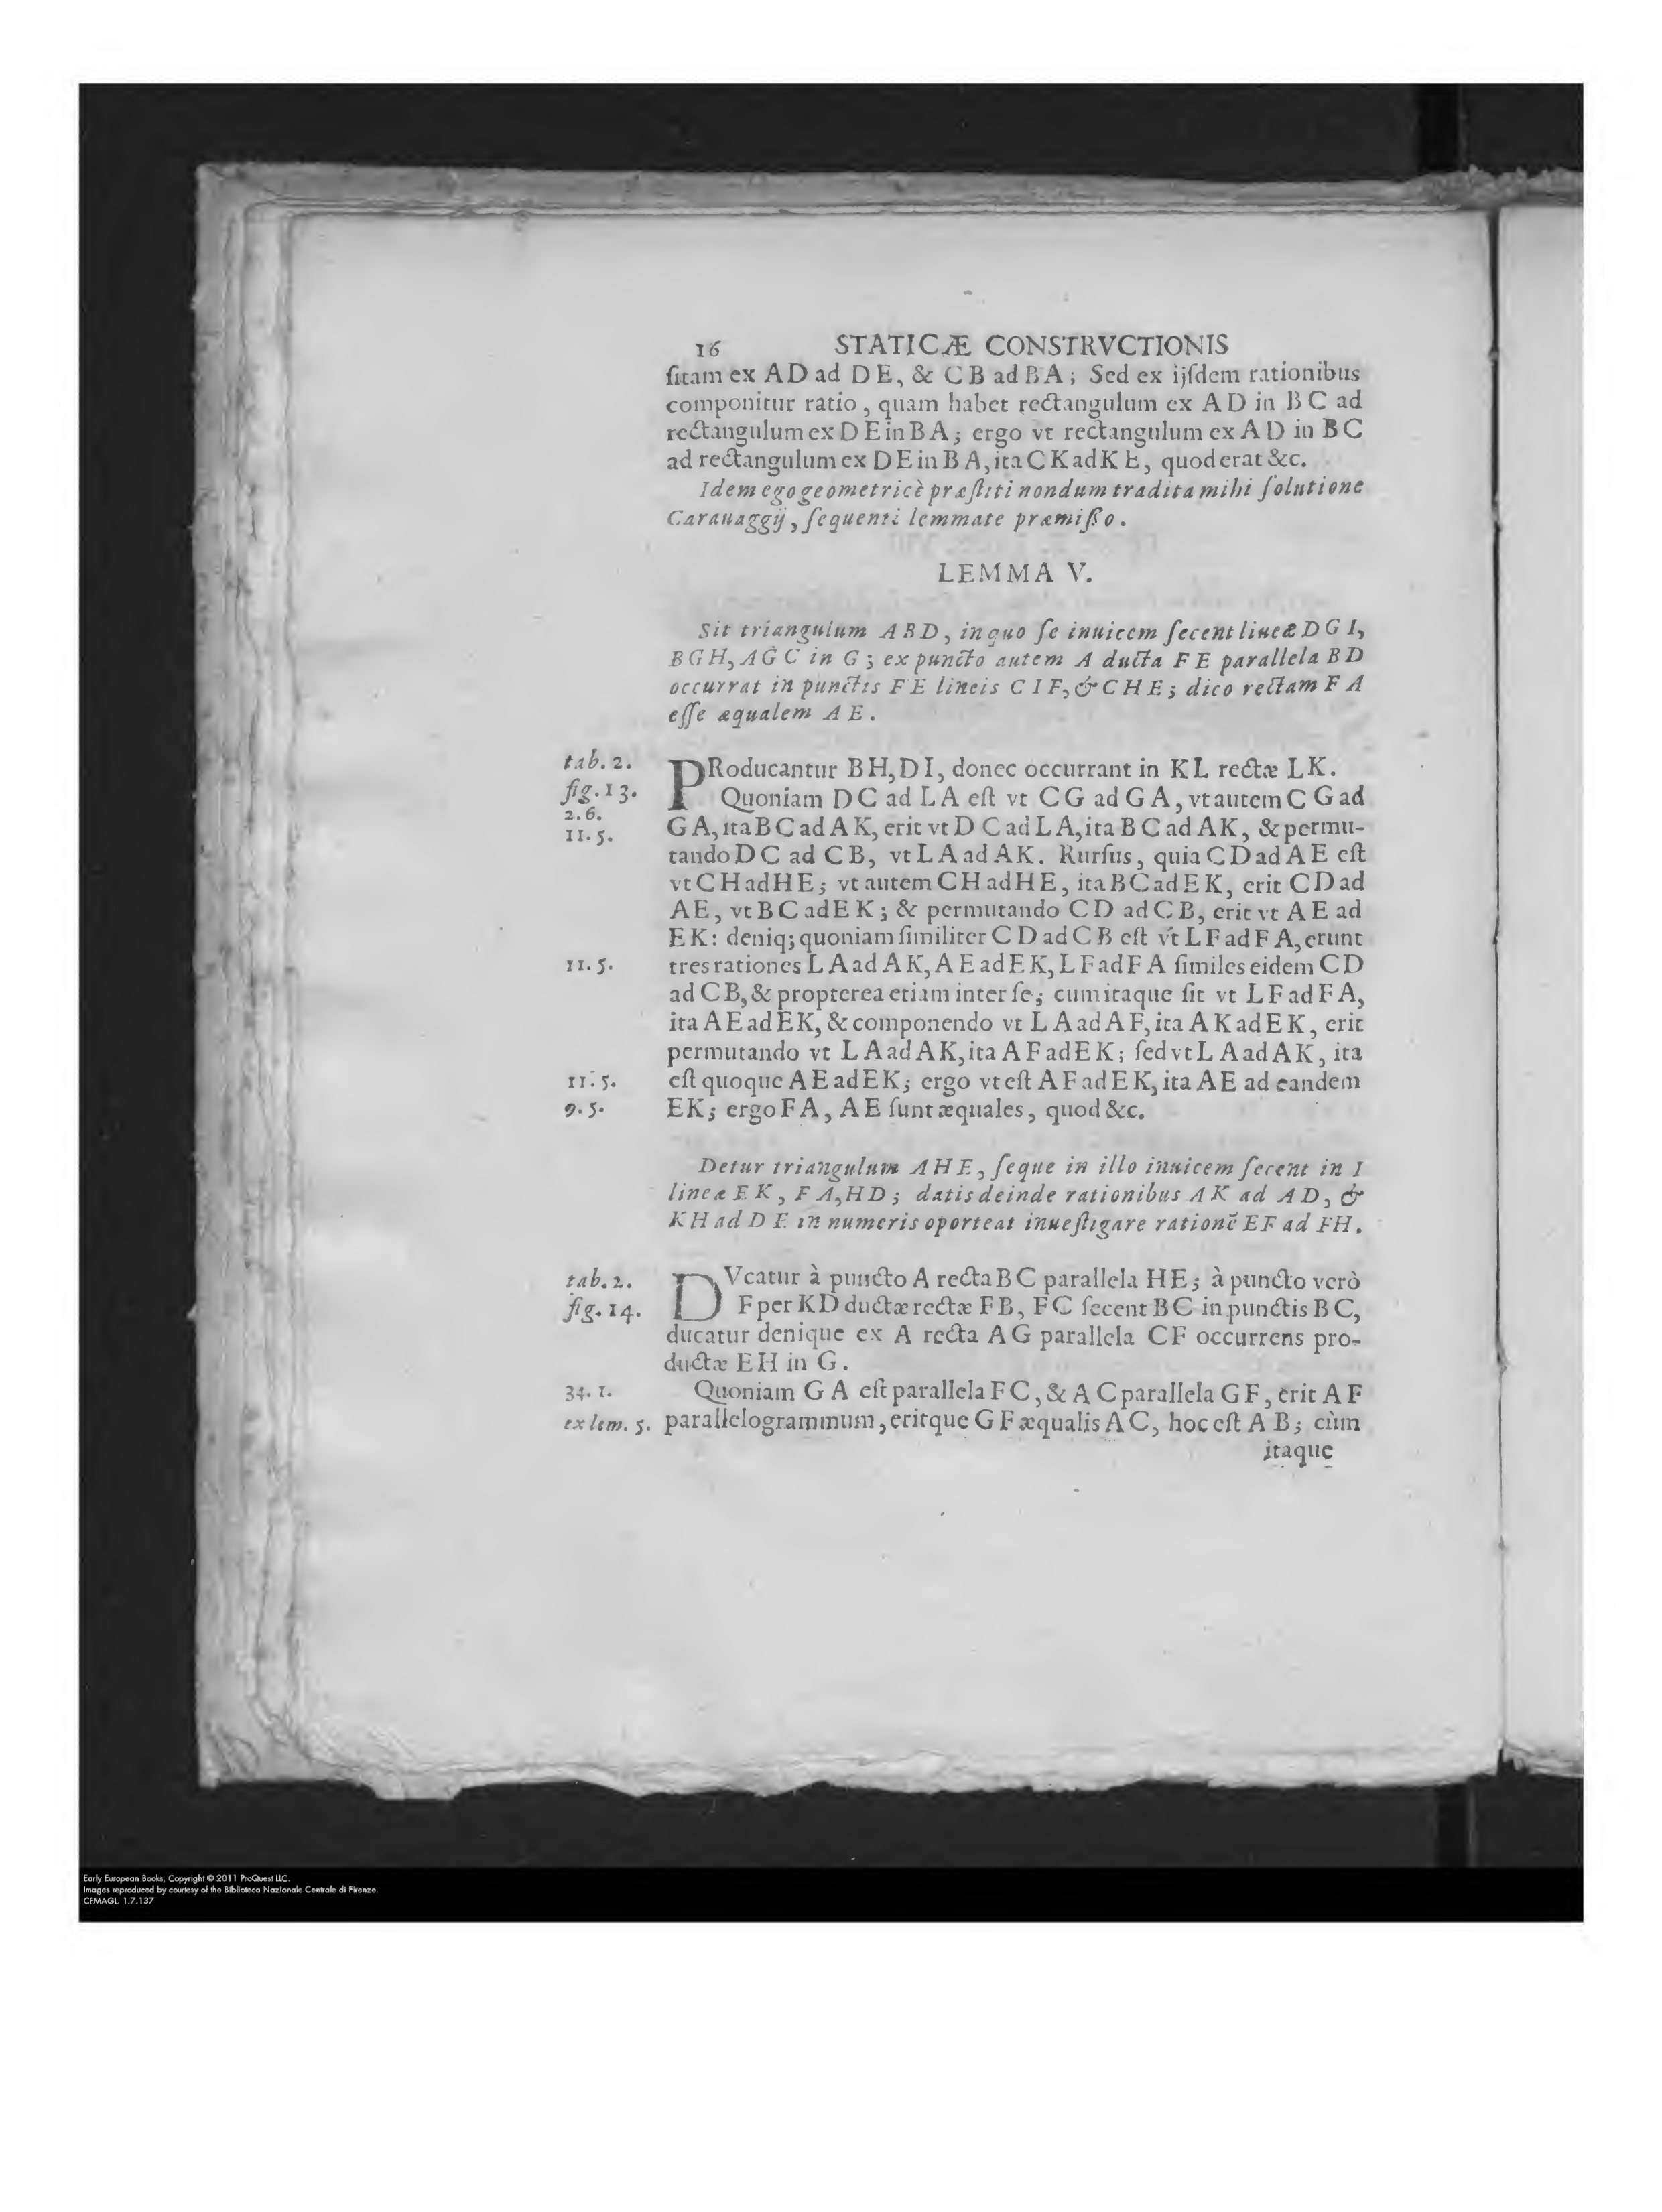 16 STATICÆ CONSTRVCTIONIS
ſitam ex AD ad DE, & CB ad BA; Sed ex ijſdem rationibus
componitur ratio, quam habet rectangulum ex AD in BC ad
rectangulum ex DE in BA; ergo vt rectangulum ex AD in BC
ad rectangulum ex DE in BA, ita CK ad KE, quod erat &c.
Idem ego geometricè præſtiti nondum tradita mihi ſolutione
Carauaggij, ſequenti lemmate præmiſſo.
LEMMA V.
Sit triangulum ABD, in quo ſe inuicem ſecent lineæ DGI,
BGH, AGC in G; ex puncto autem A ducta FE parallela BD
occurrat in punctis FE lineis CIF, & CHE; dico rectam FA
eſſe æqualem AE.
tab. 2.
fig. 13.
2. 6.
11. 5.
PRoducantur BH, DI, donec occurrant in KL rectæ LK.
Quoniam DC ad LA eſt vt CG ad GA, vt autem CG ad
GA, ita BC ad AK, erit vt DC ad LA, ita BC ad AK, & permu-
tando DC ad CB, vt LA ad AK. Rurſus, quia CD ad AE eſt
vt CH ad HE; vt autem CH ad HE, ita BC ad EK, erit CD ad
AE, vt BC ad EK; & permutando CD ad CB, erit vt AE ad
EK: deniq; quoniam ſimiliter CD ad CB eſt vt LF ad FA, erunt
11. 5. tres rationes LA ad AK, AE ad EK, LF ad FA ſimiles eidem CD
ad CB, & propterea etiam inter ſe; cum itaque ſit vt LF ad FA,
ita AE ad EK, & componendo vt LA ad AF, ita AK ad EK, erit
permutando vt LA ad AK, ita AF ad EK; ſed vt LA ad AK, ita
11. 5. eſt quoque AE ad EK; ergo vt eſt AF ad EK, ita AE ad eandem
9. 5. EK; ergo FA, AE ſunt æquales, quod &c.
Detur triangulum AHE, ſeque in illo inuicem ſecent in I
lineæ EK, FA, HD; datis deinde rationibus AK ad AD, &
KH ad DE in numeris oporteat inueſtigare rationē EF ad FH.
tab. 2.
fig. 14.
DVcatur à puncto A recta BC parallela HE; à puncto verò
F per KD ductæ rectæ FB, FC ſecent BC in punctis BC,
ducatur denique ex A recta AG parallela CF occurrens pro-
ductæ EH in G.
34. 1. Quoniam GA eſt parallela FC, & AC parallela GF, erit AF
ex lem. 5. parallelogrammum, eritque GF æqualis AC, hoc eſt AB; cùm
itaque
Early European Books, Copyright © 2011 ProQuest LLC.
Images reproduced by courtesy of the Biblioteca Nazionale Centrale di Firenze.
CFMAGL 1.7.137